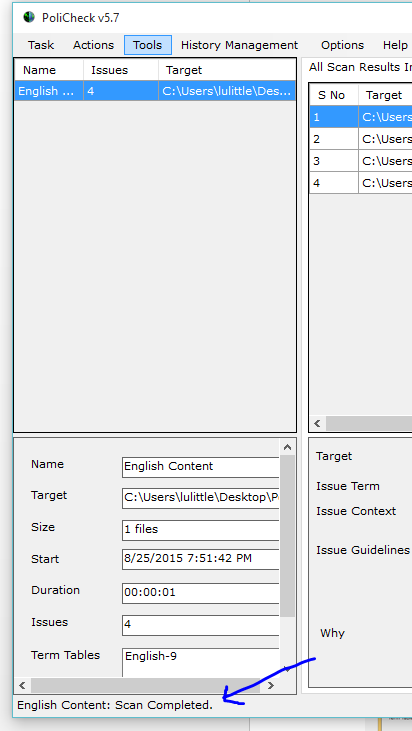 PoliCheck v5.7
Task Actions Tools History Management Options Help
Name Issues Target
English ... 4 C:\Users\lulittle\Des...
All Scan Results In
S No Target
1 C:\Users
2 C:\Users
3 C:\Users
4 C:\Users
Name English Content
Target C:\Users\lulittle\Desktop\P
Size 1 files
Start 8/25/2015 7:51:42 PM
Duration 00:00:01
Issues 4
Term Tables English-9
Target
Issue Term
Issue Context
Issue Guidelines
Why
English Content: Scan Completed.